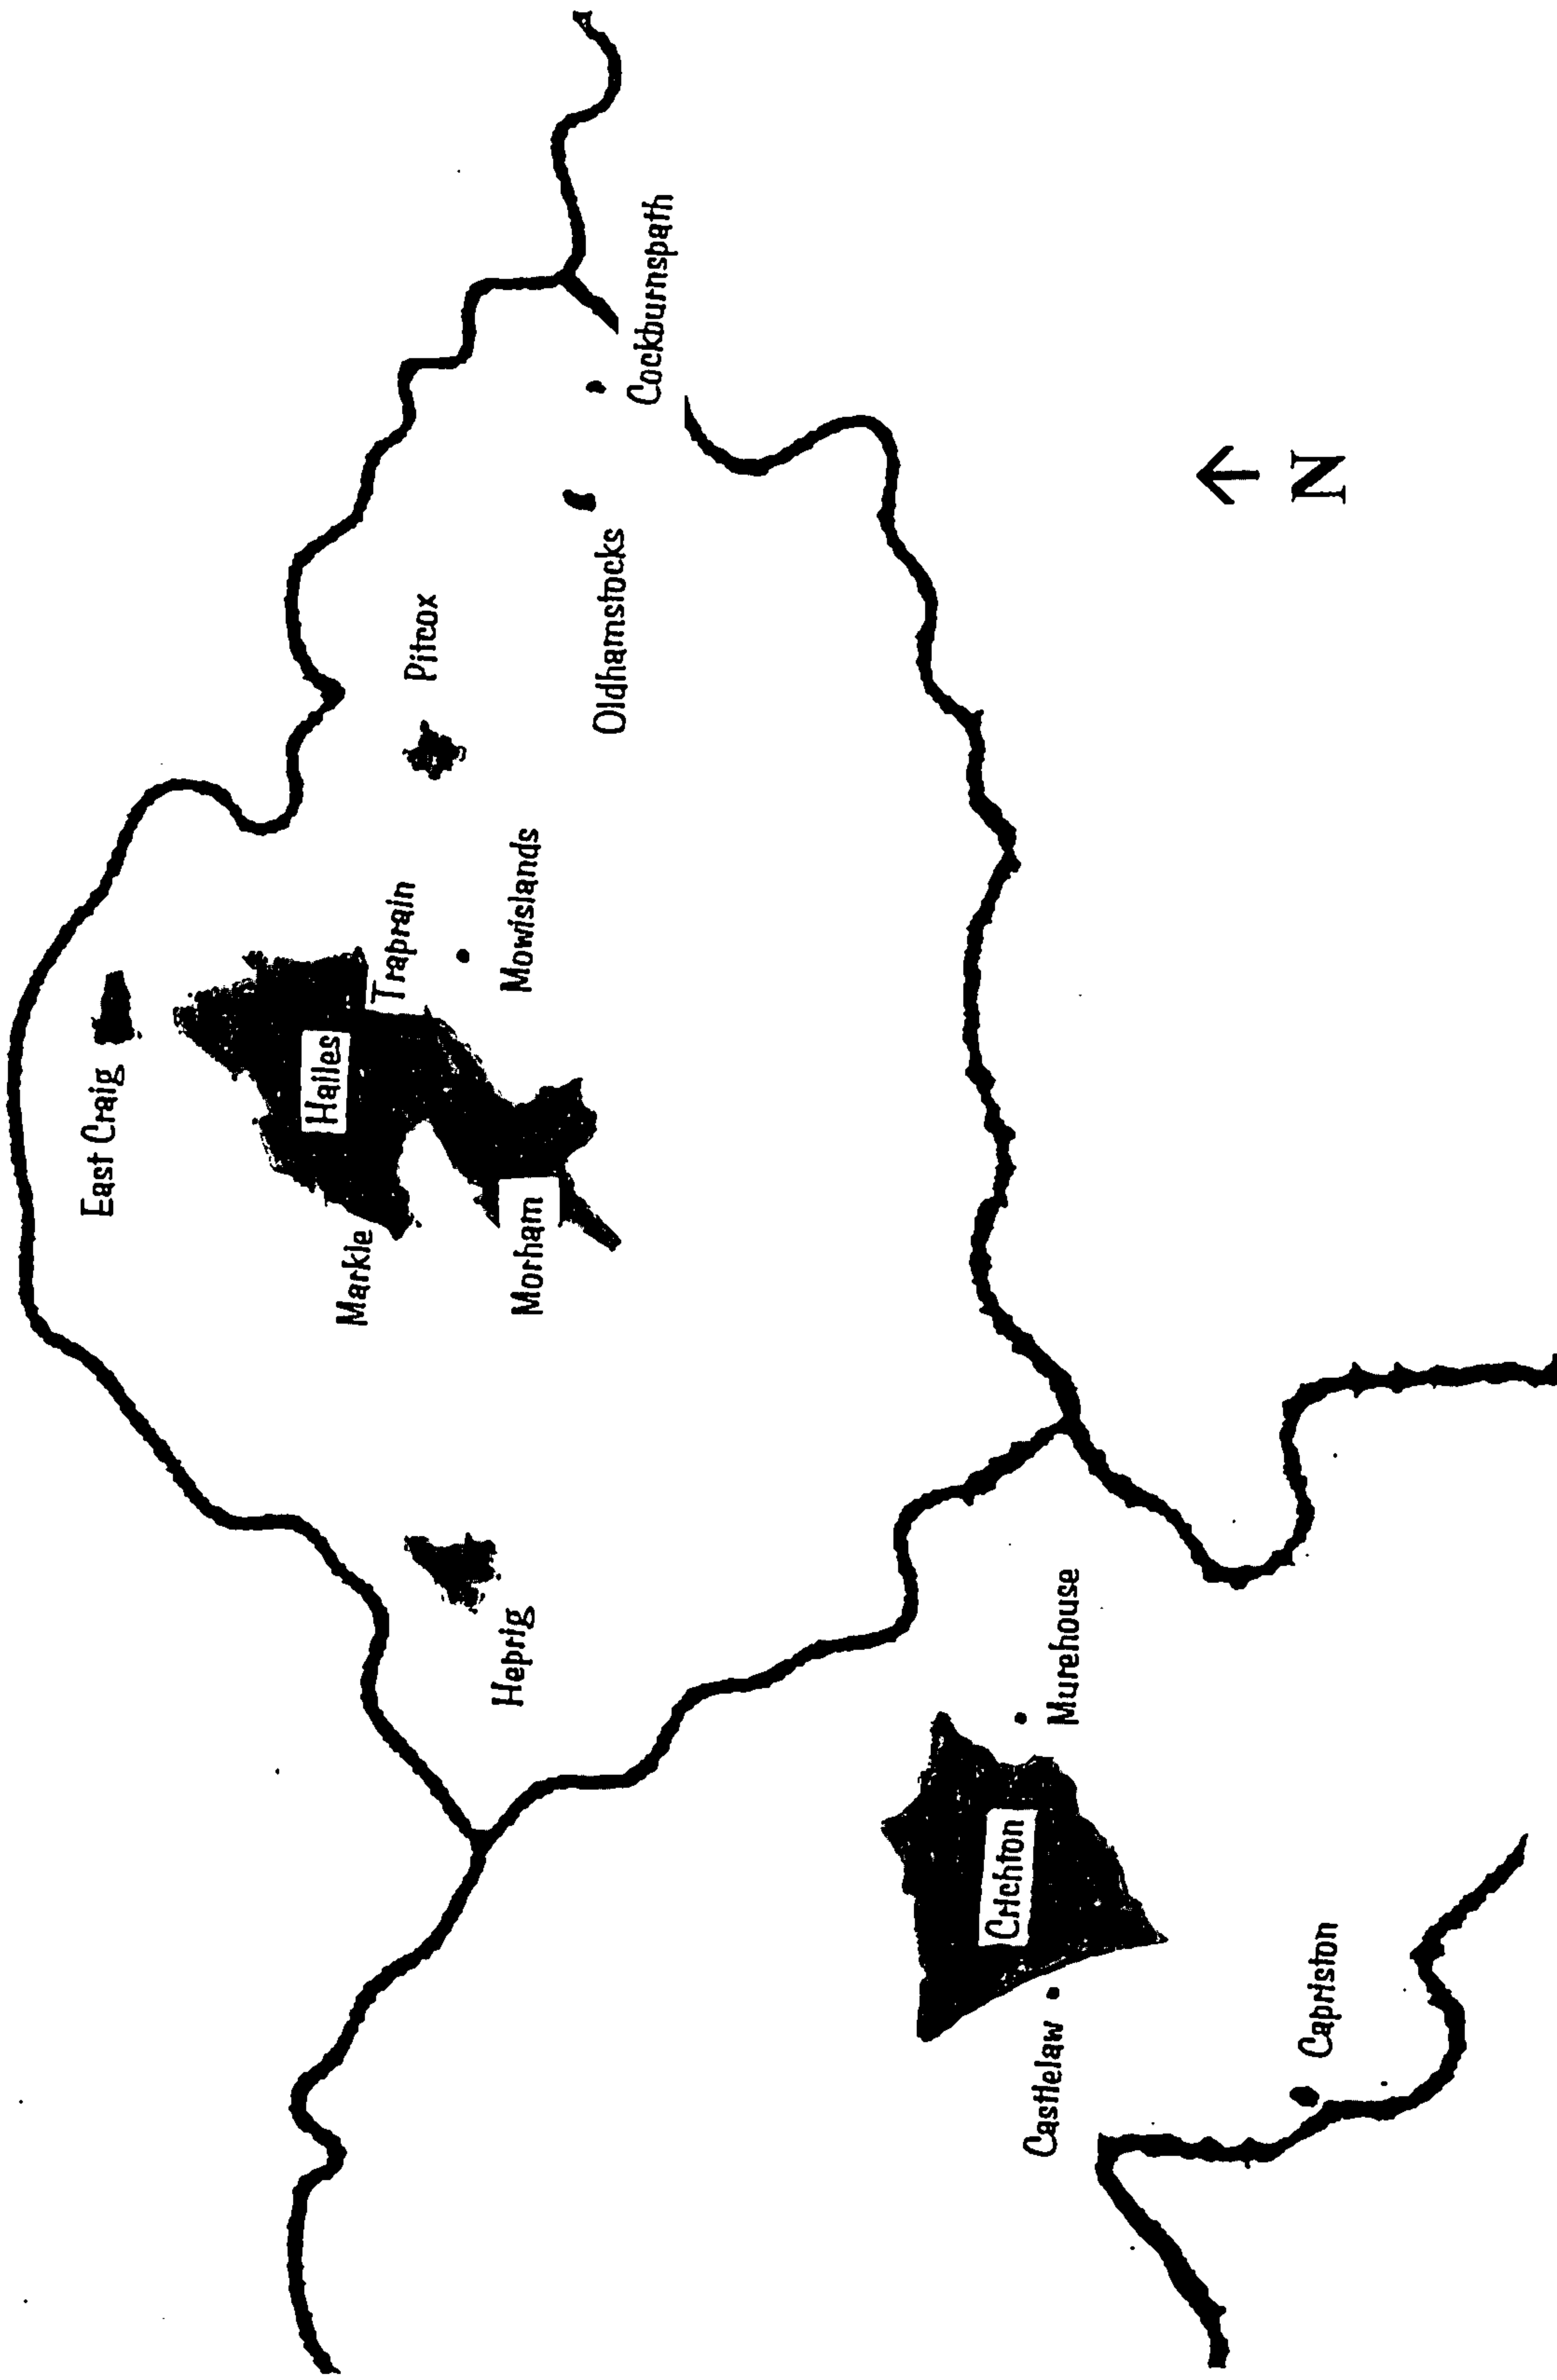 East Craig
Hailes
Traprain
Markle
Pitcox
Mowislands
Morham
Heprig
Oldhamstocks
Cockburnspath
Murehouse
Crichton
Castlelaw
Capriston
N